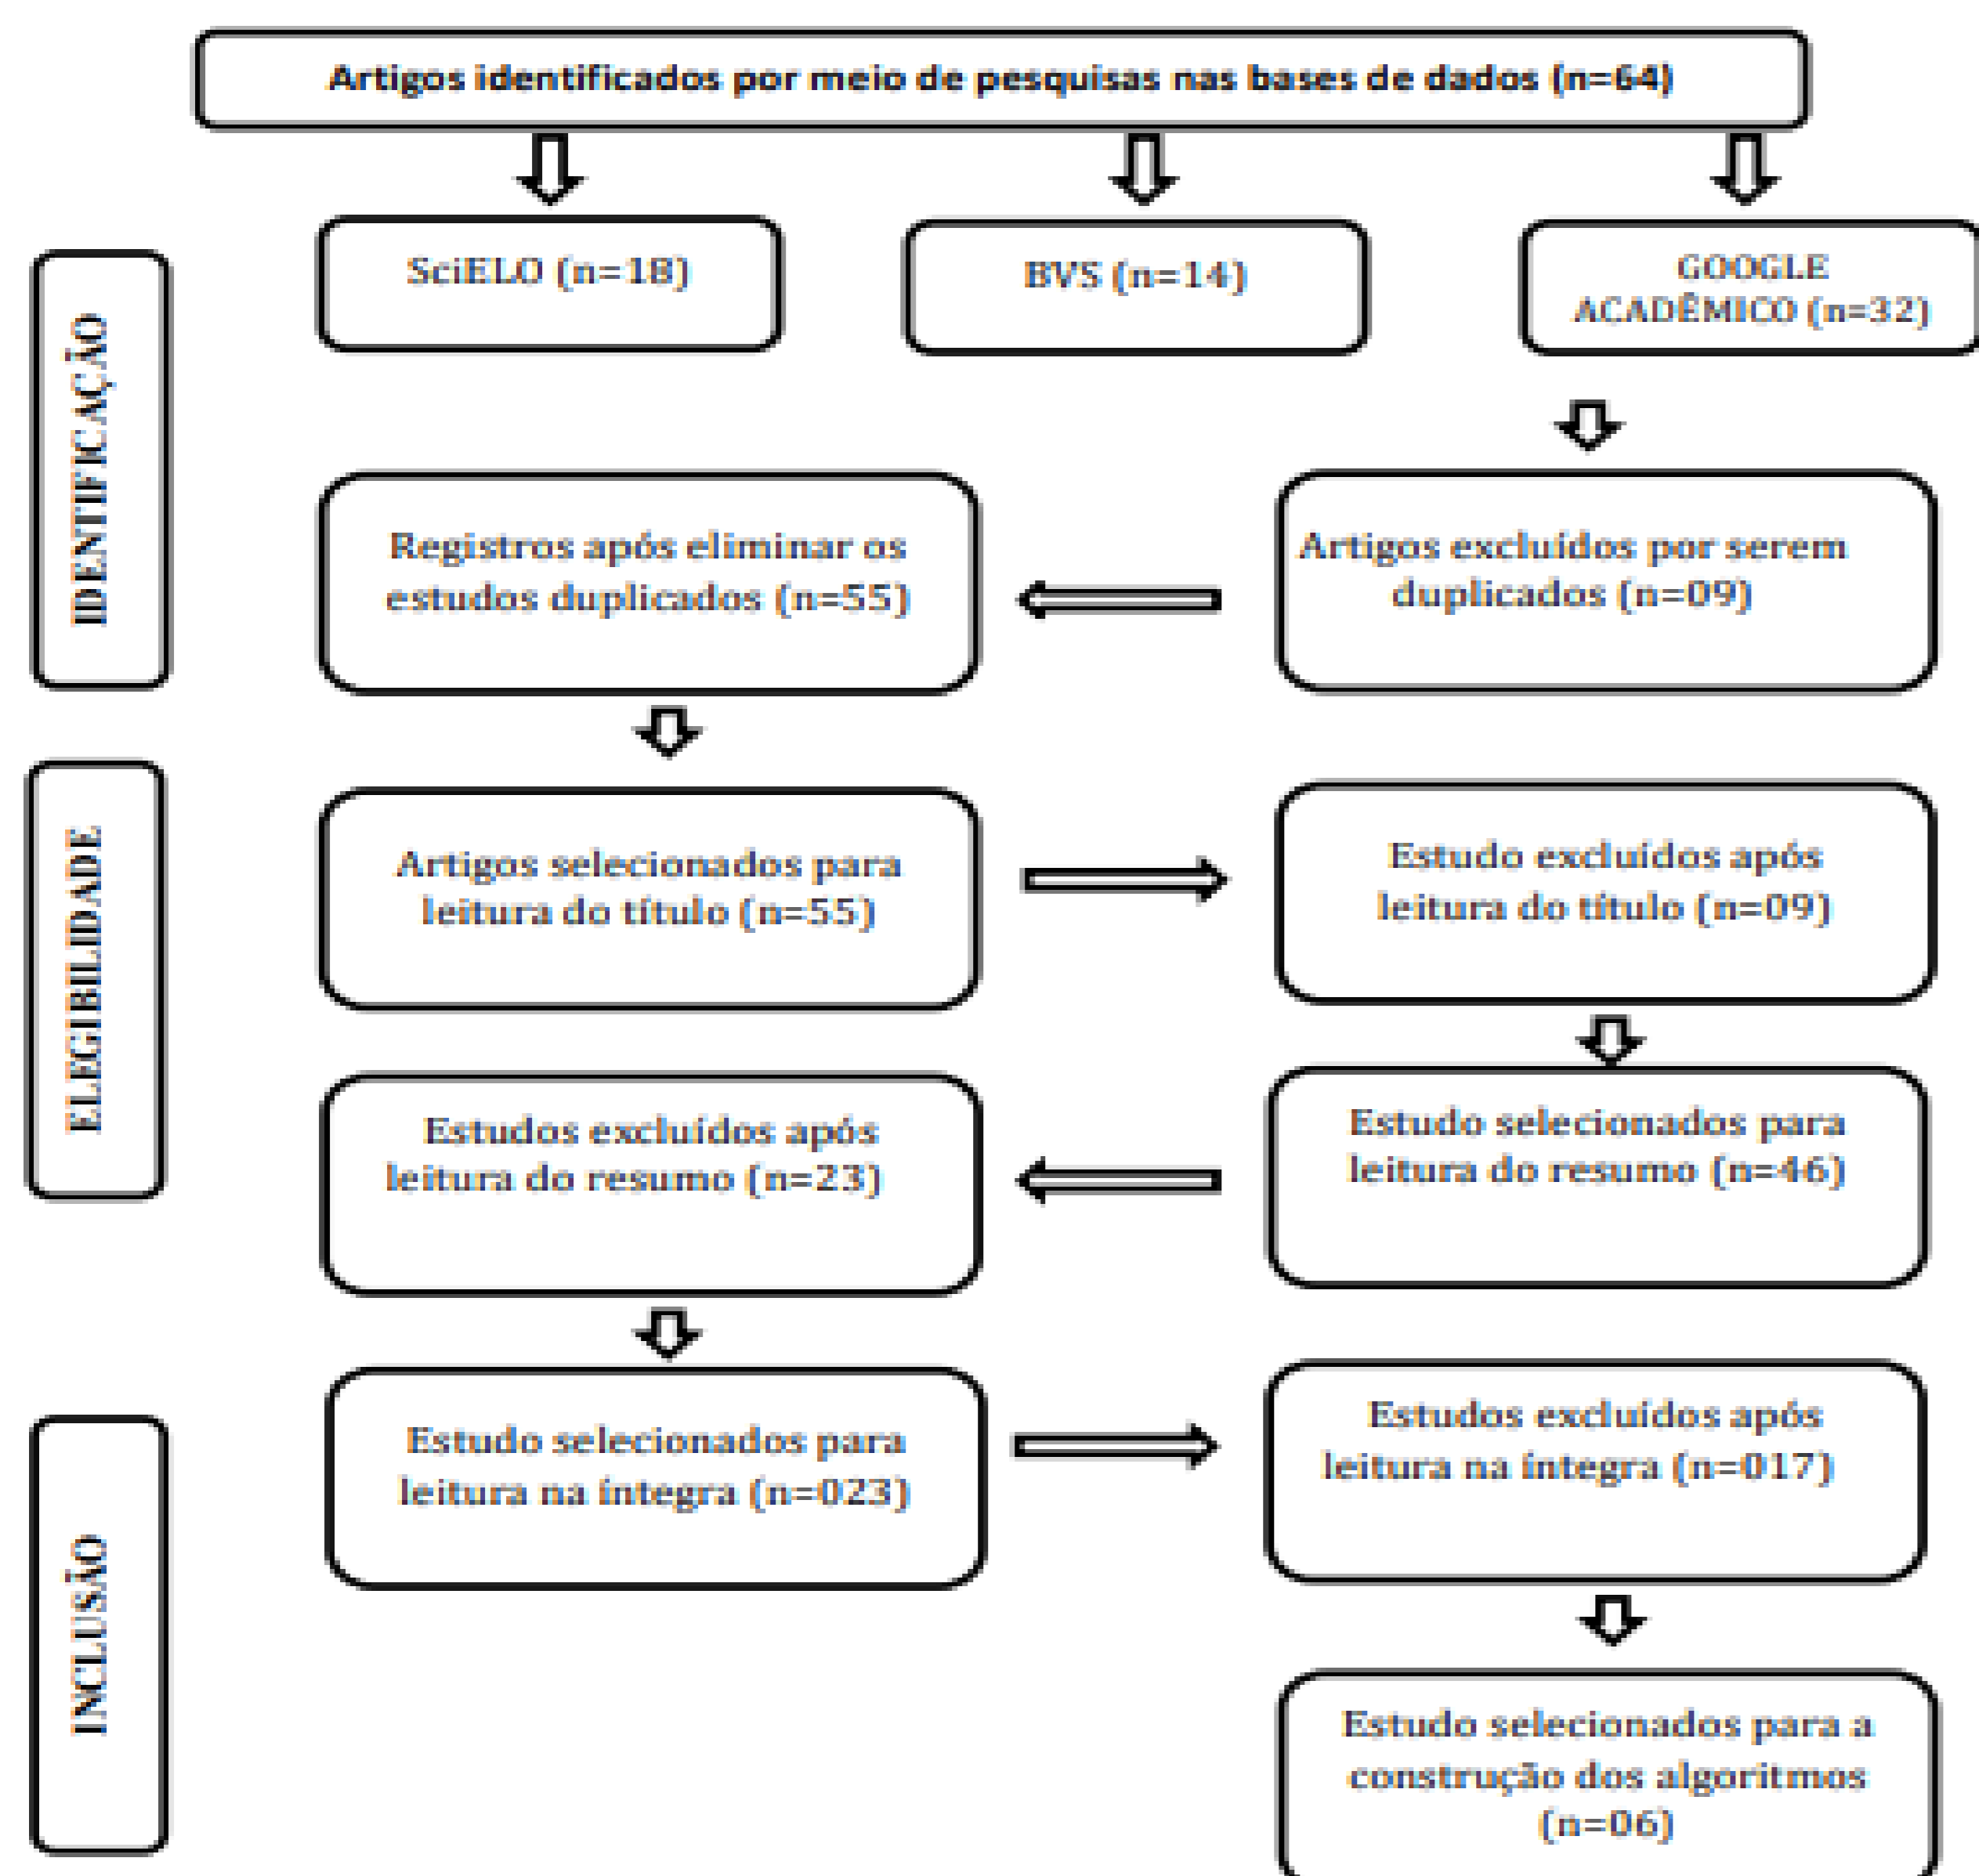 Artigos identificados por meio de pesquisas nas bases de dados (n=64)
SciELO (n=18)
BVS (n=14)
GOOGLE
ACADÊMICO (n=32)
IDENTIFICAÇÃO
Registros após eliminar os
estudos duplicados (n=55)
Artigos excluídos por serem
duplicados (n=09)
ELEGIBILIDADE
Artigos selecionados para
leitura do título (n=55)
Estudo excluídos após
leitura do título (n=09)
Estudos excluídos após
leitura do resumo (n=23)
Estudo selecionados para
leitura do resumo (n=46)
INCLUSÃO
Estudo selecionados para
leitura na íntegra (n=023)
Estudos excluídos após
leitura na íntegra (n=017)
Estudo selecionados para a
construção dos algoritmos
(n=06)